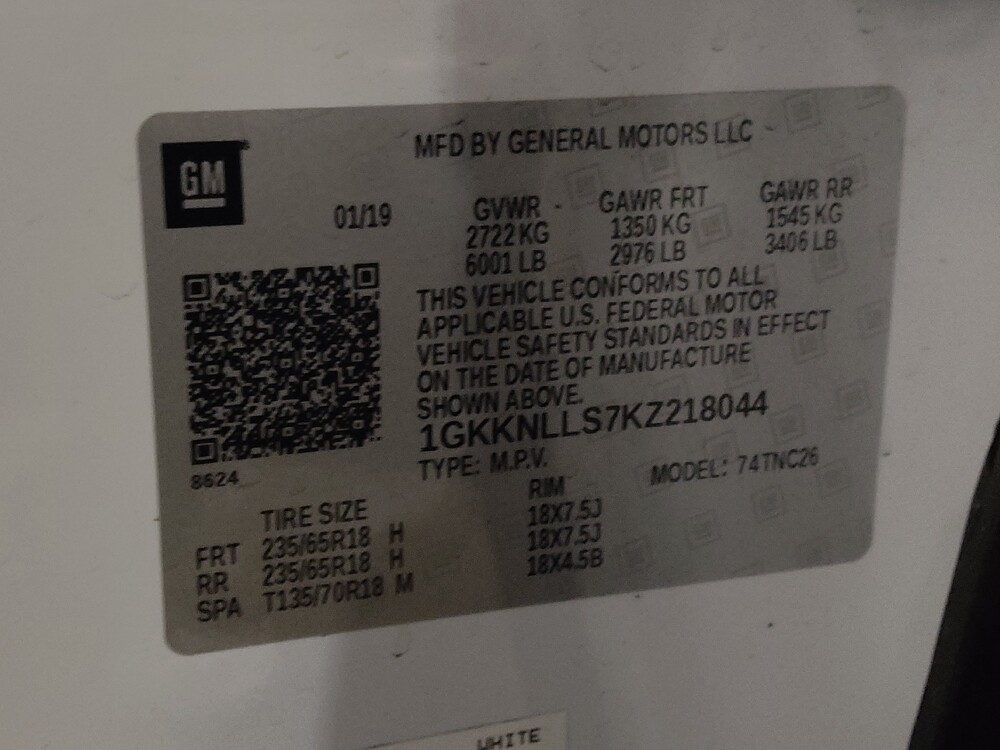 MFD BY GENERAL MOTORS LLC
GM
01/19
GVWR GAWR FRT GAWR RR
2722 KG 1350 KG 1545 KG
6001 LB 2976 LB 3406 LB
THIS VEHICLE CONFORMS TO ALL
APPLICABLE U.S. FEDERAL MOTOR
VEHICLE SAFETY STANDARDS IN EFFECT
ON THE DATE OF MANUFACTURE
SHOWN ABOVE.
1GKKNLLS7KZ218044
TYPE: M.P.V. MODEL: 74TNC26
8624
TIRE SIZE RIM
FRT 235/65R18 H 18X7.5J
RR 235/65R18 H 18X7.5J
SPA T135/70R18 M 18X4.5B
WHITE